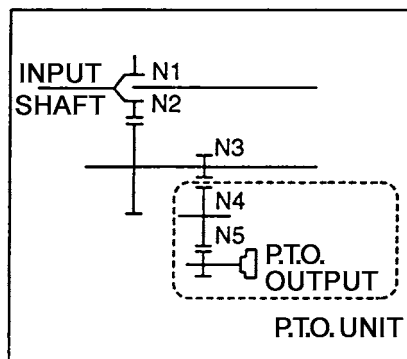 INPUT
SHAFT
N1
N2
N3
N4
N5
P.T.O.
OUTPUT
P.T.O. UNIT